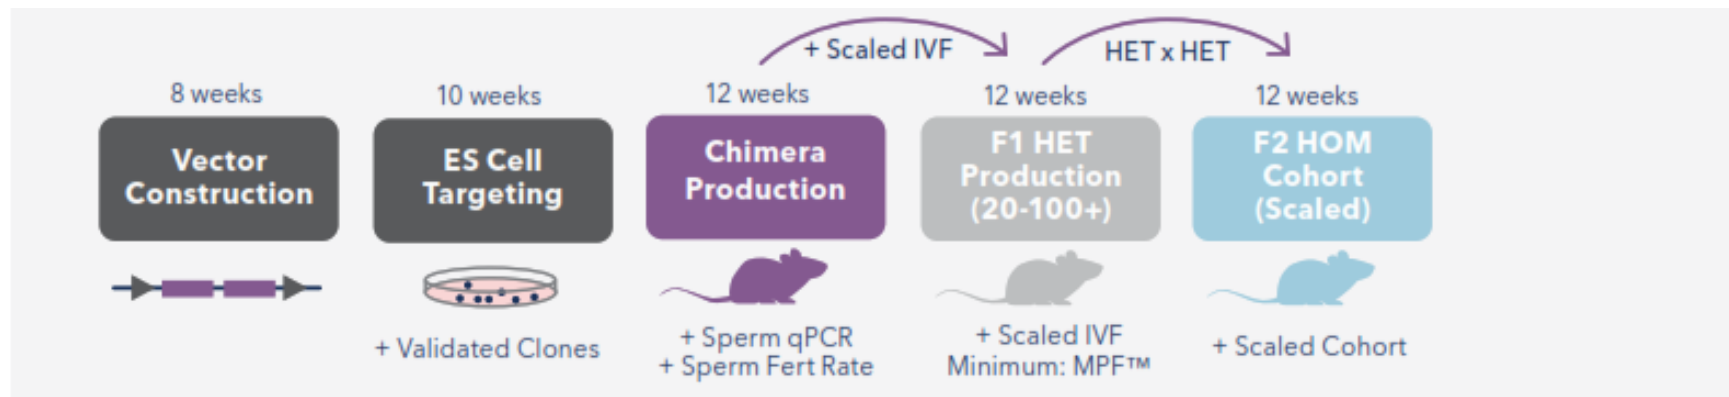 + Scaled IVF
HET x HET
8 weeks
10 weeks
12 weeks
12 weeks
12 weeks
Vector
Construction
ES Cell
Targeting
Chimera
Production
F1 HET
Production
(20-100+)
F2 HOM
Cohort
(Scaled)
+ Validated Clones
+ Sperm qPCR
+ Sperm Fert Rate
+ Scaled IVF
Minimum: MPF™
+ Scaled Cohort